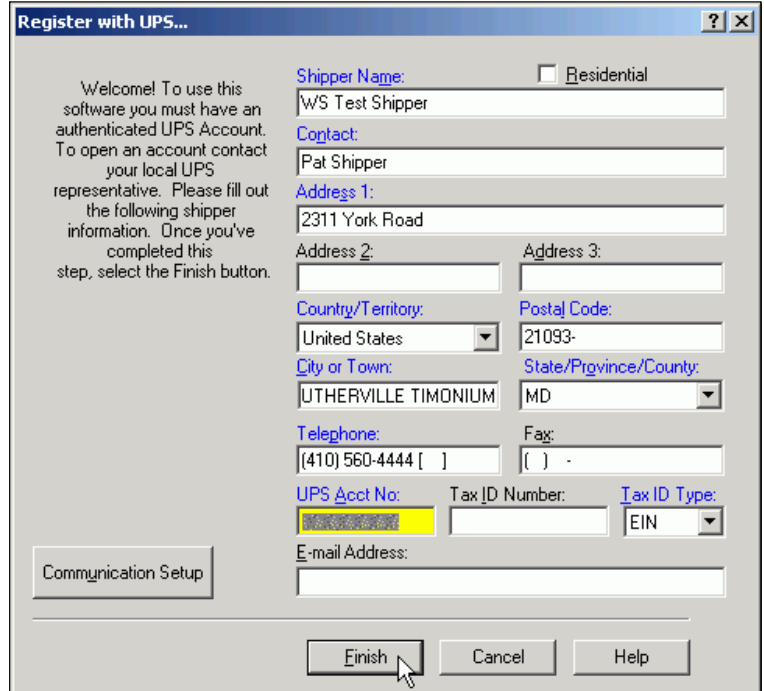 Register with UPS...
Welcome! To use this
software you must have an
authenticated UPS Account.
To open an account contact
your local UPS
representative. Please fill out
the following shipper
information. Once you've
completed this
step, select the Finish button.
Communication Setup
Shipper Name:
Residential
WS Test Shipper
Contact:
Pat Shipper
Address 1:
2311 York Road
Address 2:
Address 3:
Country/Territory:
Postal Code:
United States
21093-
City or Town:
State/Province/County:
UTHERVILLE TIMONIUM
MD
Telephone:
Fax:
(410) 560-4444 [ ]
( ) -
UPS Acct No:
Tax ID Number:
Tax ID Type:
EIN
E-mail Address:
Finish
Cancel
Help